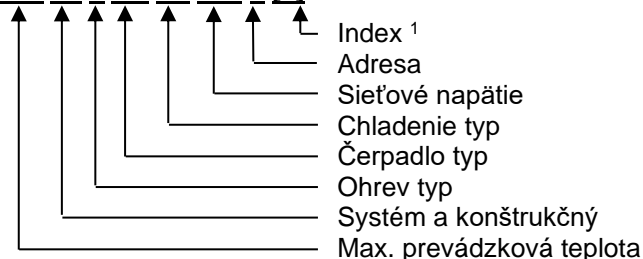 Index ¹
Adresa
Sieťové napätie
Chladenie typ
Čerpadlo typ
Ohrev typ
Systém a konštrukčný
Max. prevádzková teplota